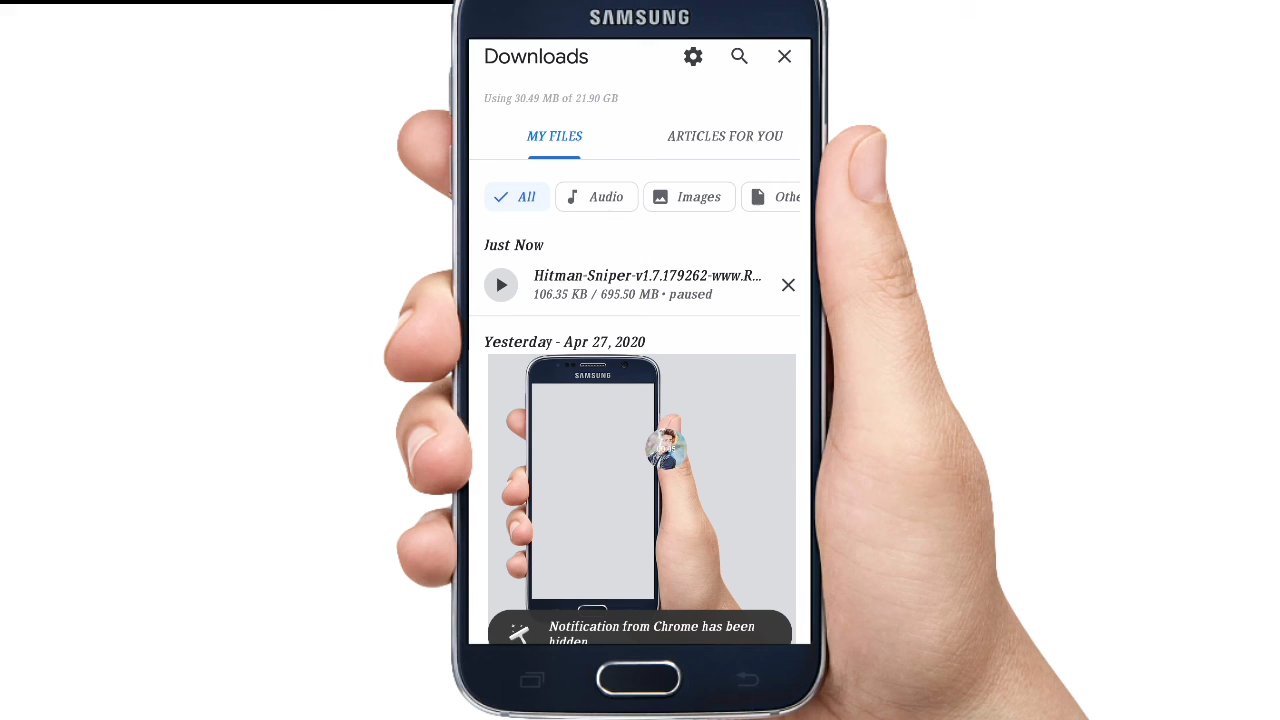 SAMSUNG
Downloads
Using 30.49 MB of 21.90 GB
MY FILES
ARTICLES FOR YOU
All
Audio
Images
Othe
Just Now
Hitman-Sniper-v1.7.179262-www.R...
106.35 KB / 695.50 MB • paused
Yesterday - Apr 27, 2020
SAMSUNG
Notification from Chrome has been
hidden